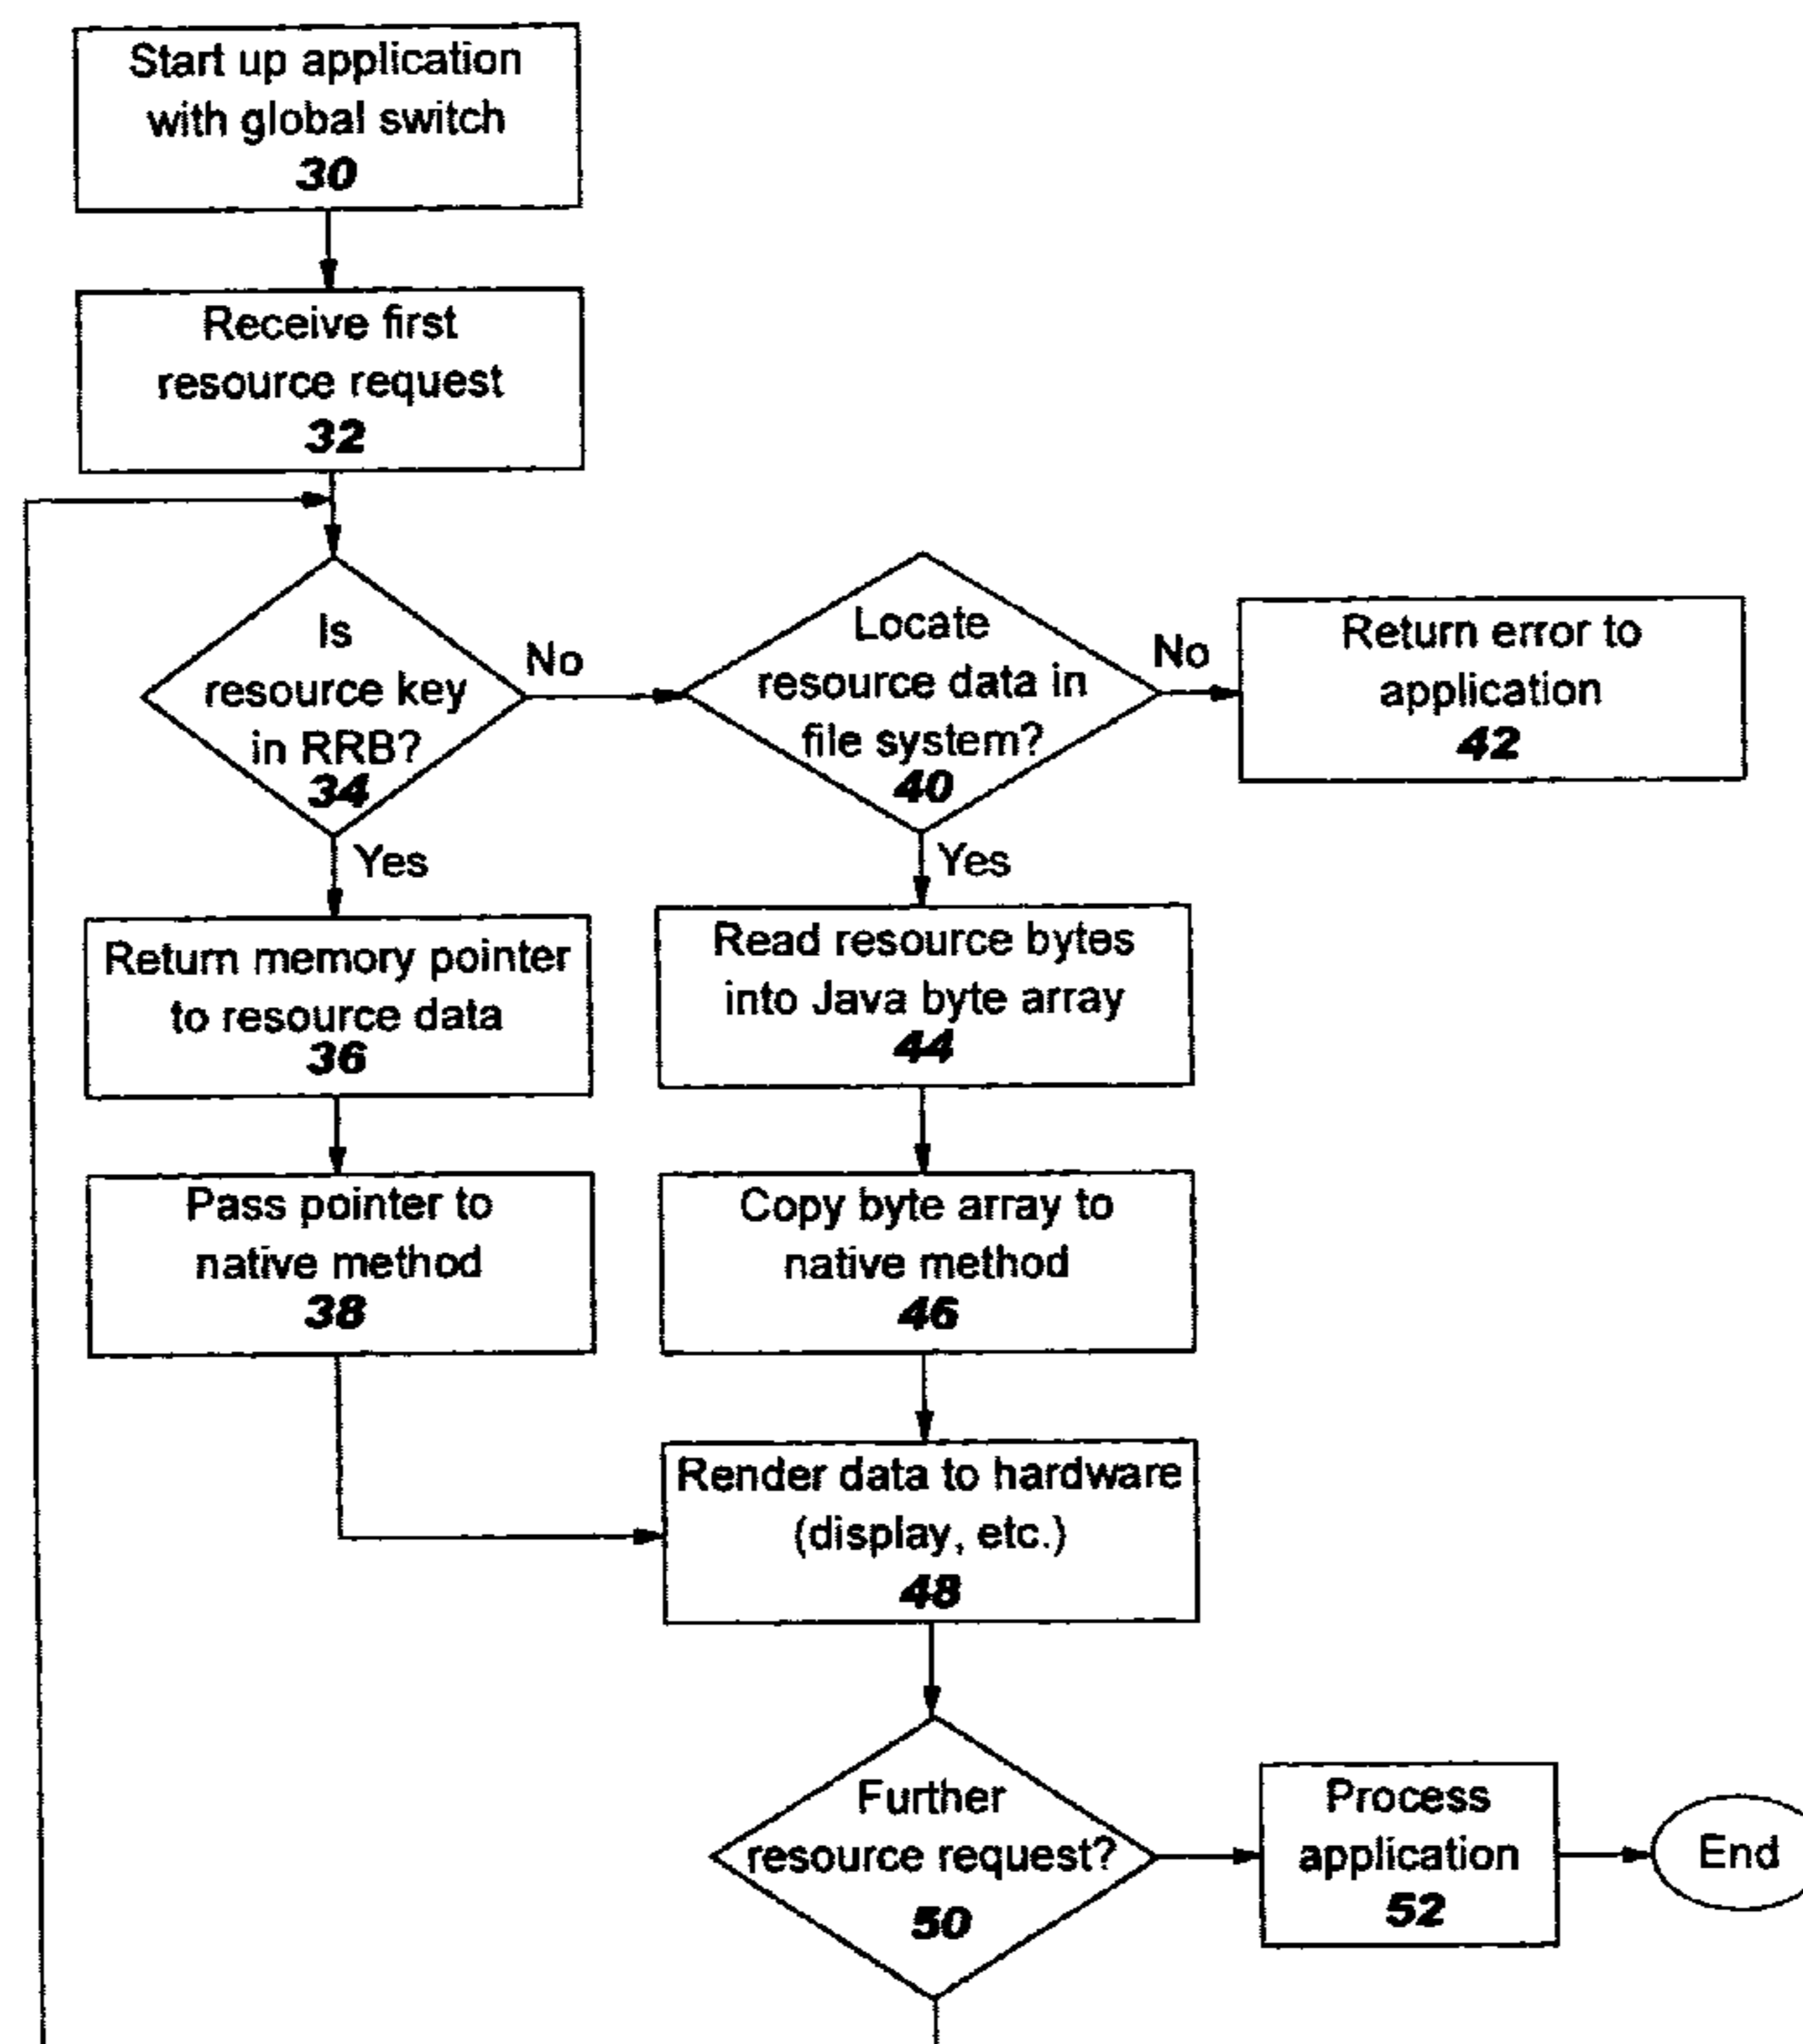 Start up application
with global switch
30
Receive first
resource request
32
Is
resource key
in RRB?
34
No
Locate
resource data in
file system?
40
No
Return error to
application
42
Yes
Yes
Return memory pointer
to resource data
36
Read resource bytes
into Java byte array
44
Pass pointer to
native method
38
Copy byte array to
native method
46
Render data to hardware
(display, etc.)
48
Further
resource request?
50
Process
application
52
End